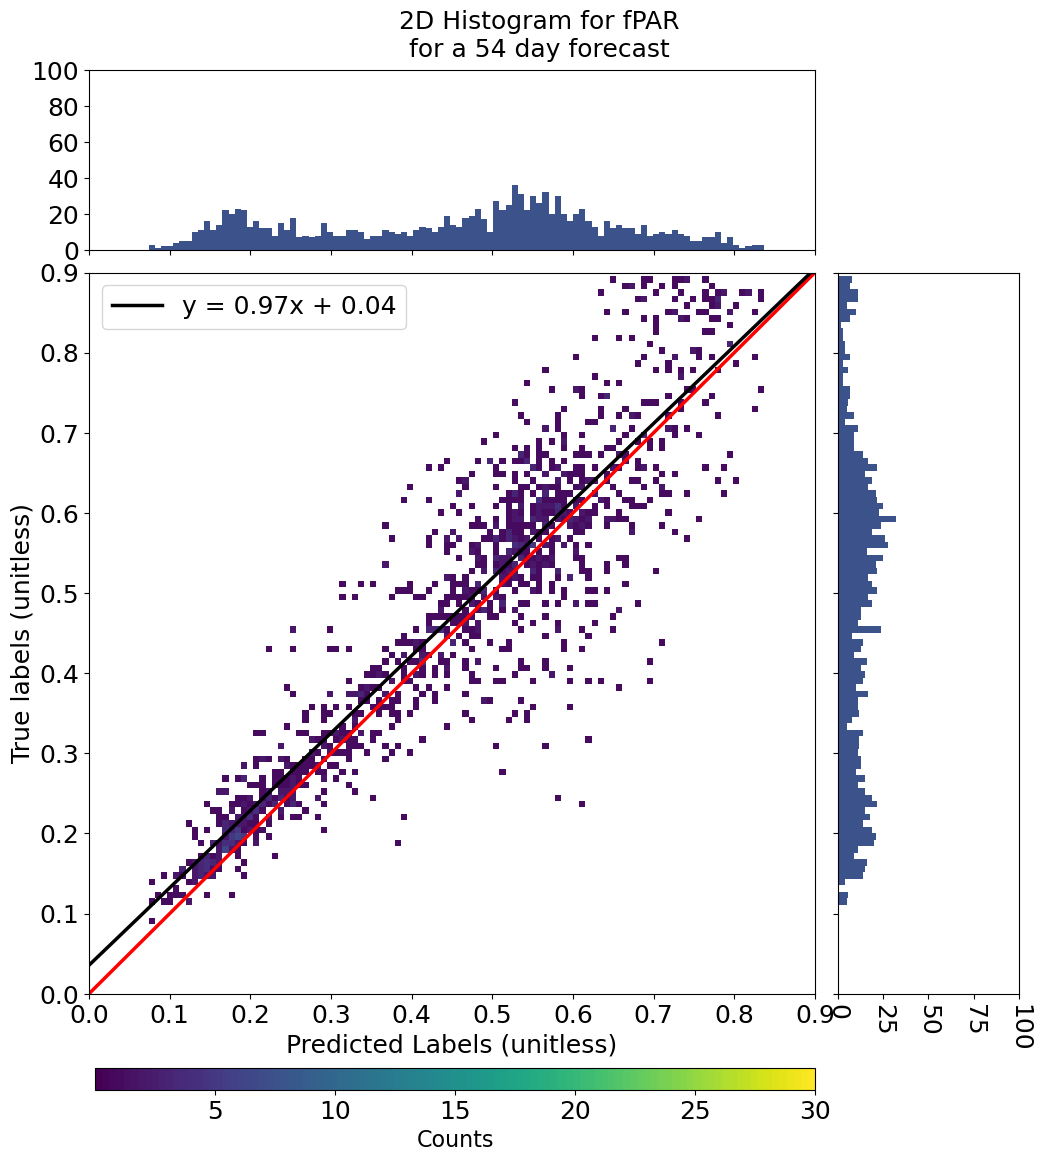 2D Histogram for fPAR
for a 54 day forecast
100
80
60
40
20
0
0.9
0.8
0.7
0.6
0.5
0.4
0.3
0.2
0.1
0.0
True labels (unitless)
y = 0.97x + 0.04
0.0 0.1 0.2 0.3 0.4 0.5 0.6 0.7 0.8 0.9
Predicted Labels (unitless)
0 25 50 75 100
5 10 15 20 25 30
Counts